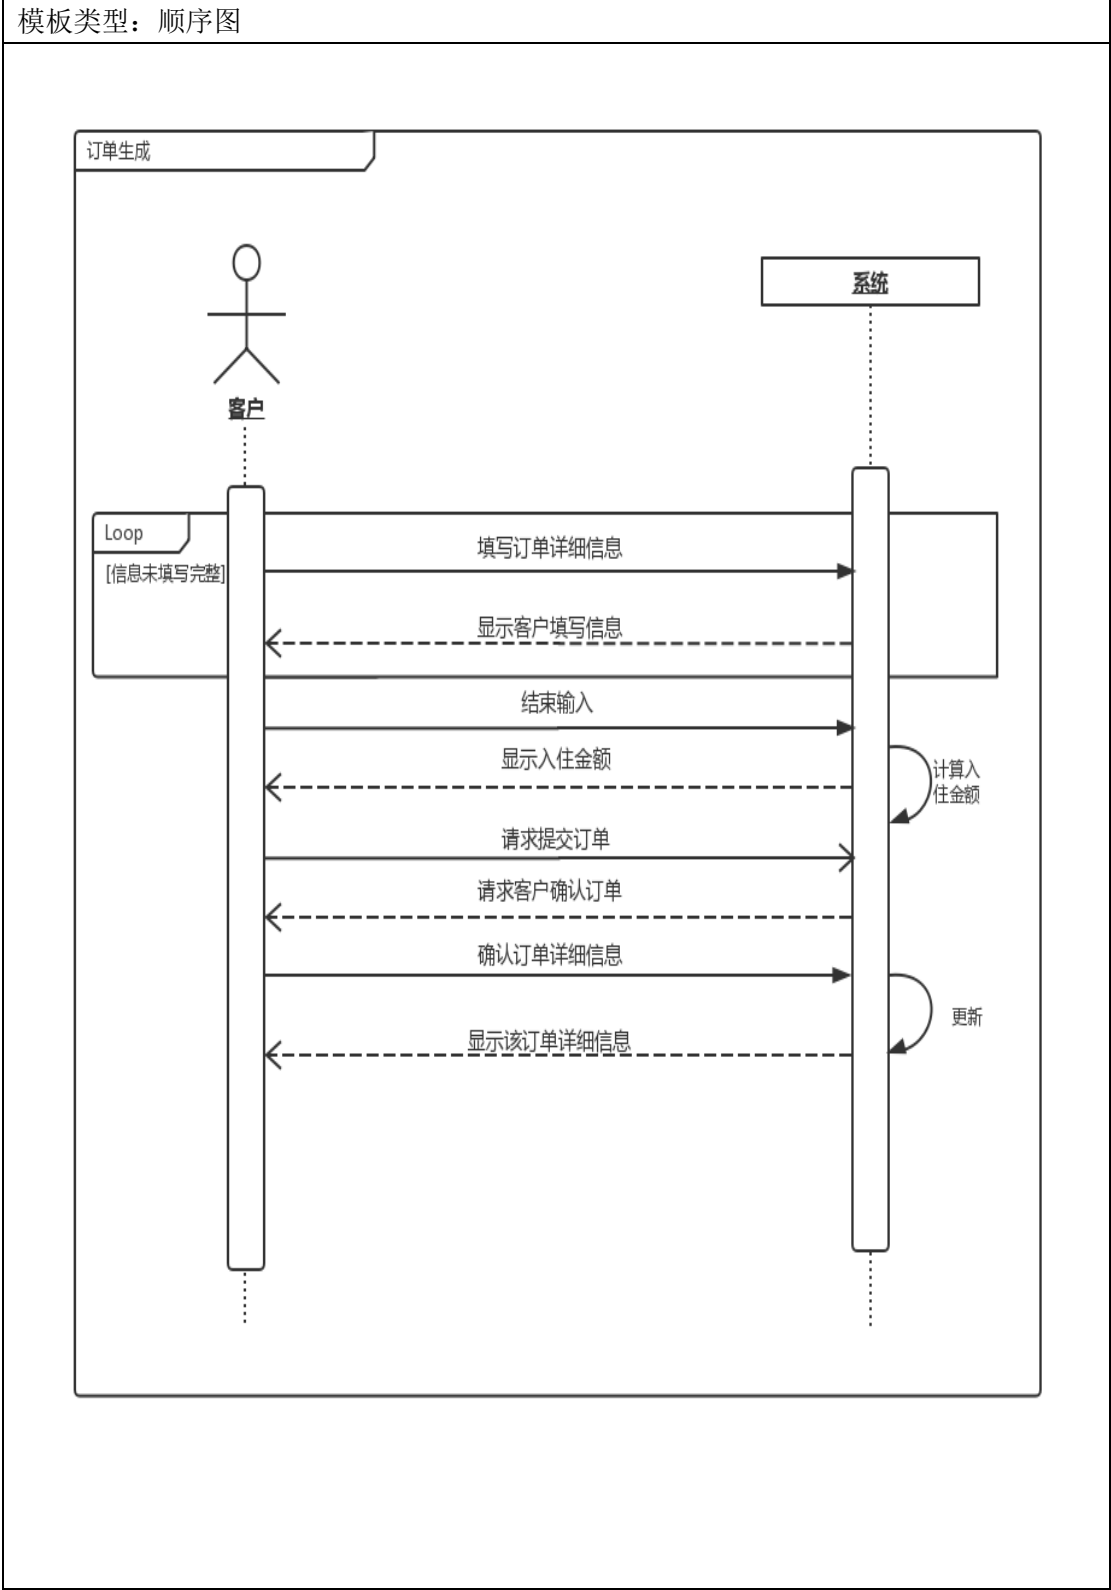 模板类型：顺序图
订单生成
系统
客户
Loop
[信息未填写完整]
填写订单详细信息
显示客户填写信息
结束输入
显示入住金额
计算入
住金额
请求提交订单
请求客户确认订单
确认订单详细信息
更新
显示该订单详细信息